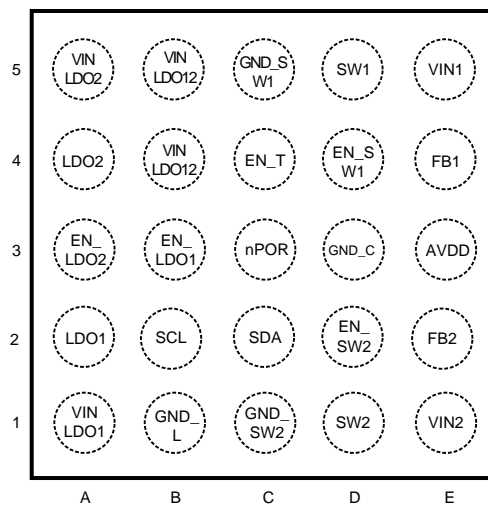 5
VIN
LDO2
VIN
LDO12
GND_S
W1
SW1
VIN1
4
LDO2
VIN
LDO12
EN_T
EN_S
W1
FB1
3
EN_
LDO2
EN_
LDO1
nPOR
GND_C
AVDD
2
LDO1
SCL
SDA
EN_
SW2
FB2
1
VIN
LDO1
GND_
L
GND_
SW2
SW2
VIN2
A B C D E